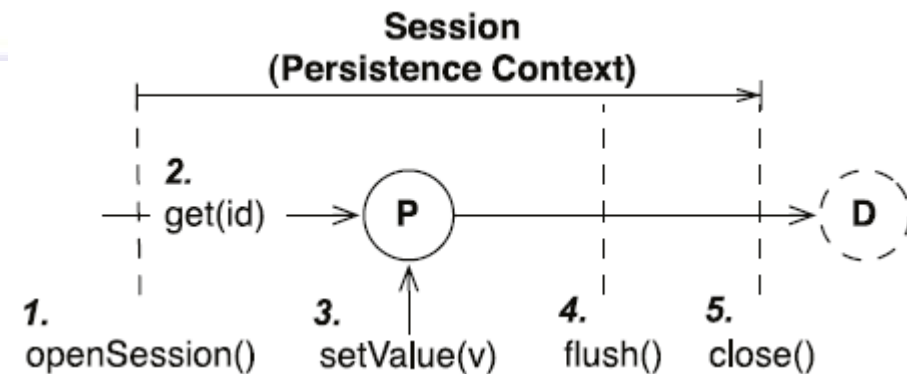 Session
(Persistence Context)
2.
get(id)
P
D
1.
3.
4.
5.
openSession()
setValue(v)
flush()
close()